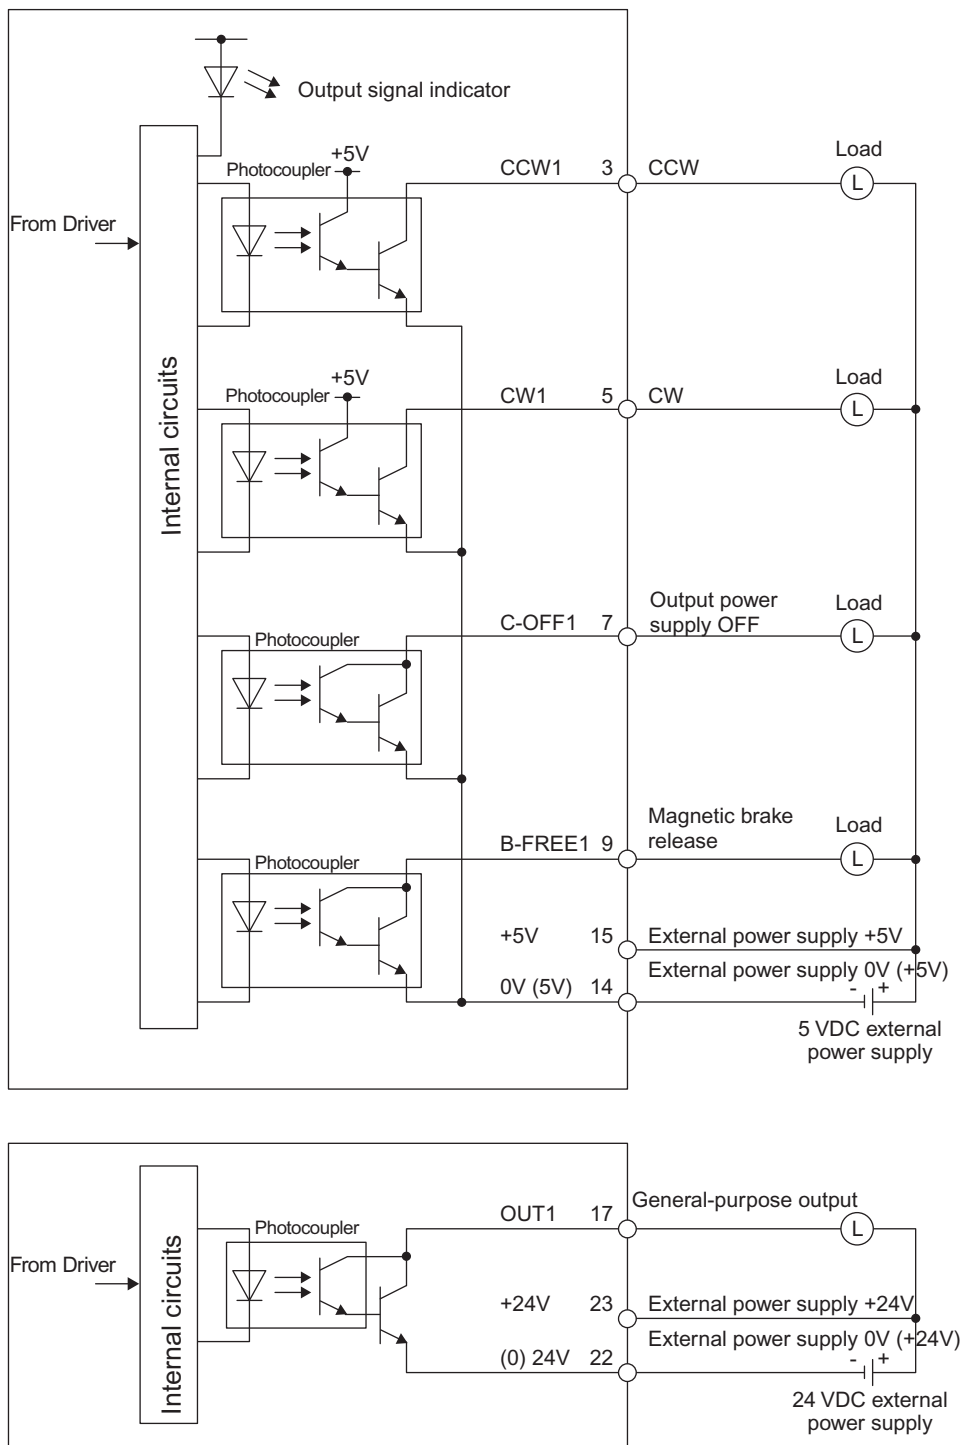 Output signal indicator
+5V
Photocoupler
CCW1 3 CCW
Load
L
From Driver
Internal circuits
+5V
Photocoupler
CW1 5 CW
Load
L
Photocoupler
C-OFF1 7
Output power
supply OFF
Load
L
Photocoupler
B-FREE1 9
Magnetic brake
release
Load
L
+5V 15 External power supply +5V
External power supply 0V (+5V)
0V (5V) 14
- +
5 VDC external
power supply
From Driver
Internal circuits
Photocoupler
OUT1 17 General-purpose output
L
+24V 23 External power supply +24V
External power supply 0V (+24V)
(0) 24V 22
- +
24 VDC external
power supply